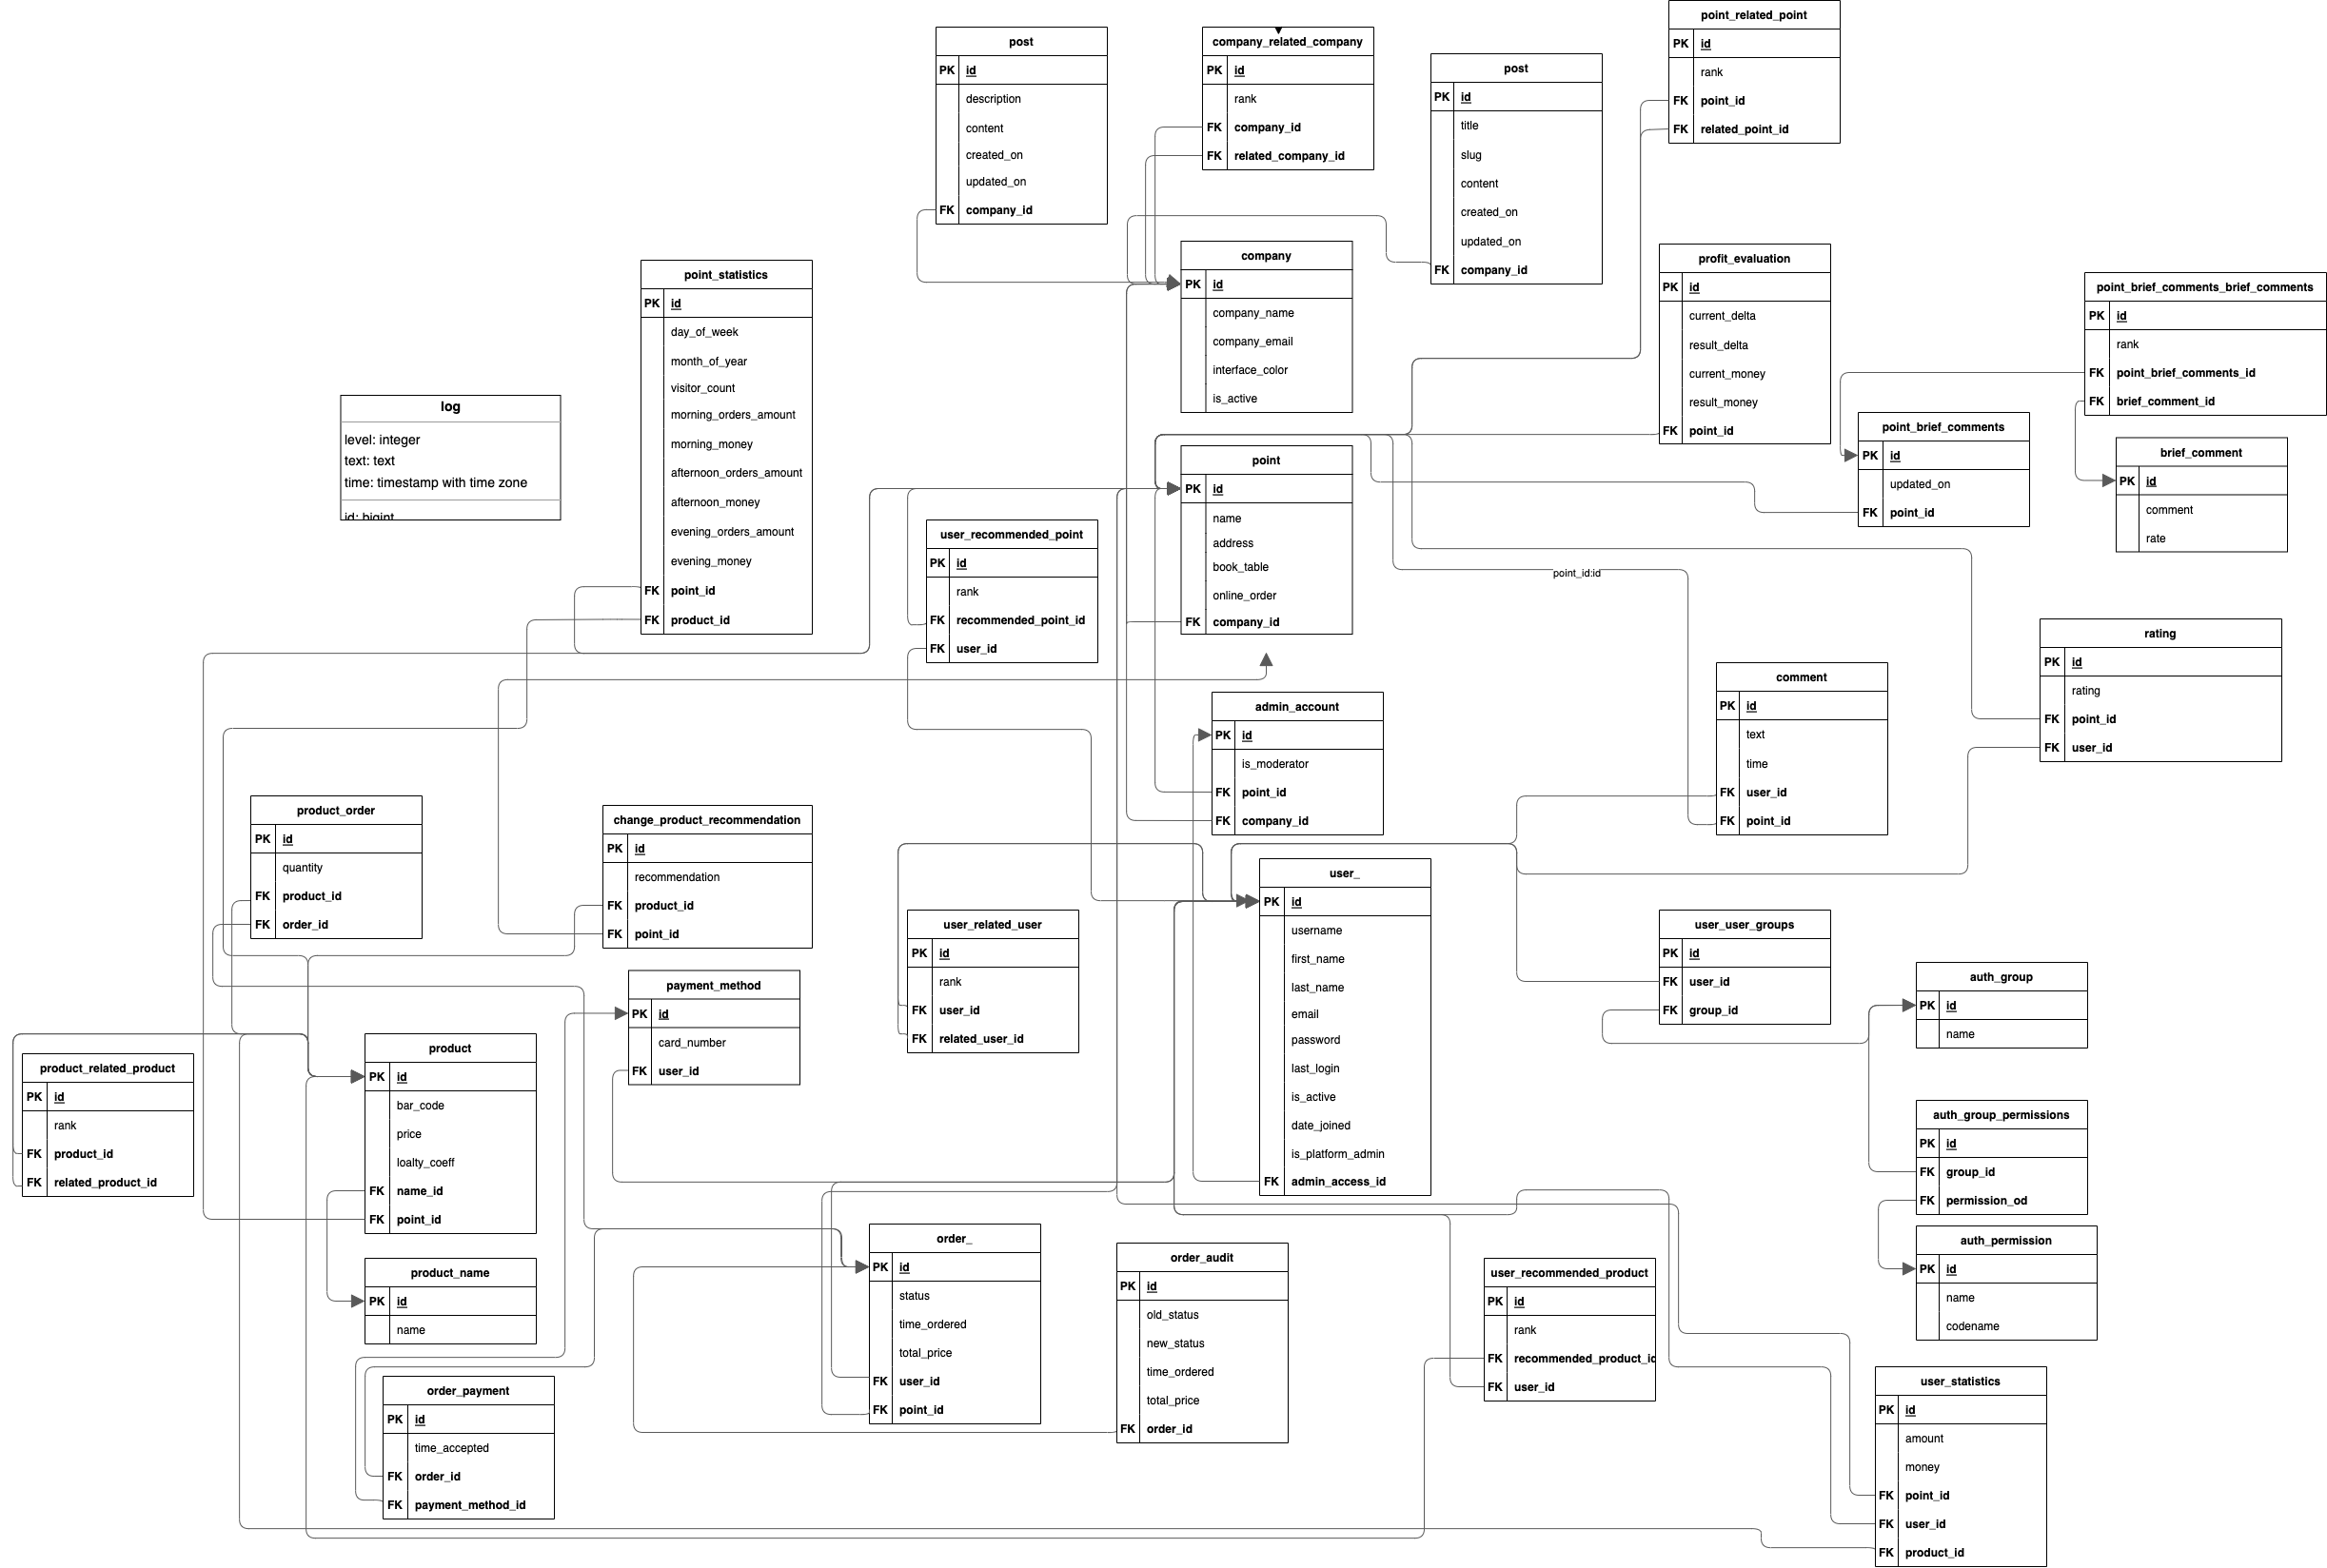 point_related_point
PK id
rank
FK point_id
FK related_point_id
post
PK id
description
content
created_on
updated_on
FK company_id
company_related_company
PK id
rank
FK company_id
FK related_company_id
post
PK id
title
slug
content
created_on
updated_on
FK company_id
company
PK id
company_name
company_email
interface_color
is_active
profit_evaluation
PK id
current_delta
result_delta
current_money
result_money
FK point_id
point_statistics
PK id
day_of_week
month_of_year
visitor_count
morning_orders_amount
morning_money
afternoon_orders_amount
afternoon_money
evening_orders_amount
evening_money
FK point_id
FK product_id
point_brief_comments_brief_comments
PK id
rank
FK point_brief_comments_id
FK brief_comment_id
log
level: integer
text: text
time: timestamp with time zone
id: bigint
point_brief_comments
PK id
updated_on
FK point_id
brief_comment
PK id
comment
rate
point
PK id
name
address
book_table
online_order
FK company_id
user_recommended_point
PK id
rank
FK recommended_point_id
FK user_id
point_id:id
rating
PK id
rating
FK point_id
FK user_id
comment
PK id
text
time
FK user_id
FK point_id
admin_account
PK id
is_moderator
FK point_id
FK company_id
product_order
PK id
quantity
FK product_id
FK order_id
change_product_recommendation
PK id
recommendation
FK product_id
FK point_id
user_
PK id
username
first_name
last_name
email
password
last_login
is_active
date_joined
is_platform_admin
FK admin_access_id
user_related_user
PK id
rank
FK user_id
FK related_user_id
user_user_groups
PK id
FK user_id
FK group_id
auth_group
PK id
name
payment_method
PK id
card_number
FK user_id
product
PK id
bar_code
price
loalty_coeff
FK name_id
FK point_id
product_related_product
PK id
rank
FK product_id
FK related_product_id
auth_group_permissions
PK id
FK group_id
FK permission_od
auth_permission
PK id
name
codename
product_name
PK id
name
order_
PK id
status
time_ordered
total_price
FK user_id
FK point_id
order_audit
PK id
old_status
new_status
time_ordered
total_price
FK order_id
user_recommended_product
PK id
rank
FK recommended_product_id
FK user_id
order_payment
PK id
time_accepted
FK order_id
FK payment_method_id
user_statistics
PK id
amount
money
FK point_id
FK user_id
FK product_id